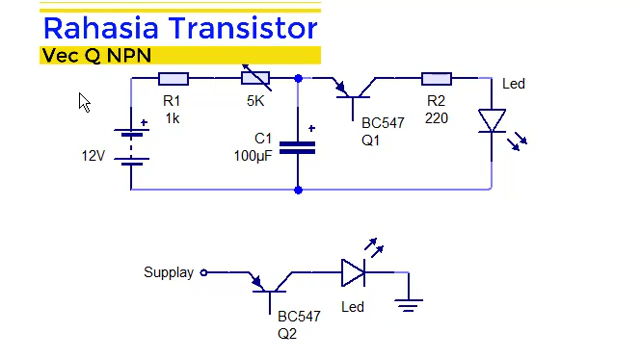 Rahasia Transistor
Vec Q NPN
R1
1k
5K
C1
100µF
+
BC547
Q1
R2
220
Led
12V
+
Supplay
BC547
Q2
Led